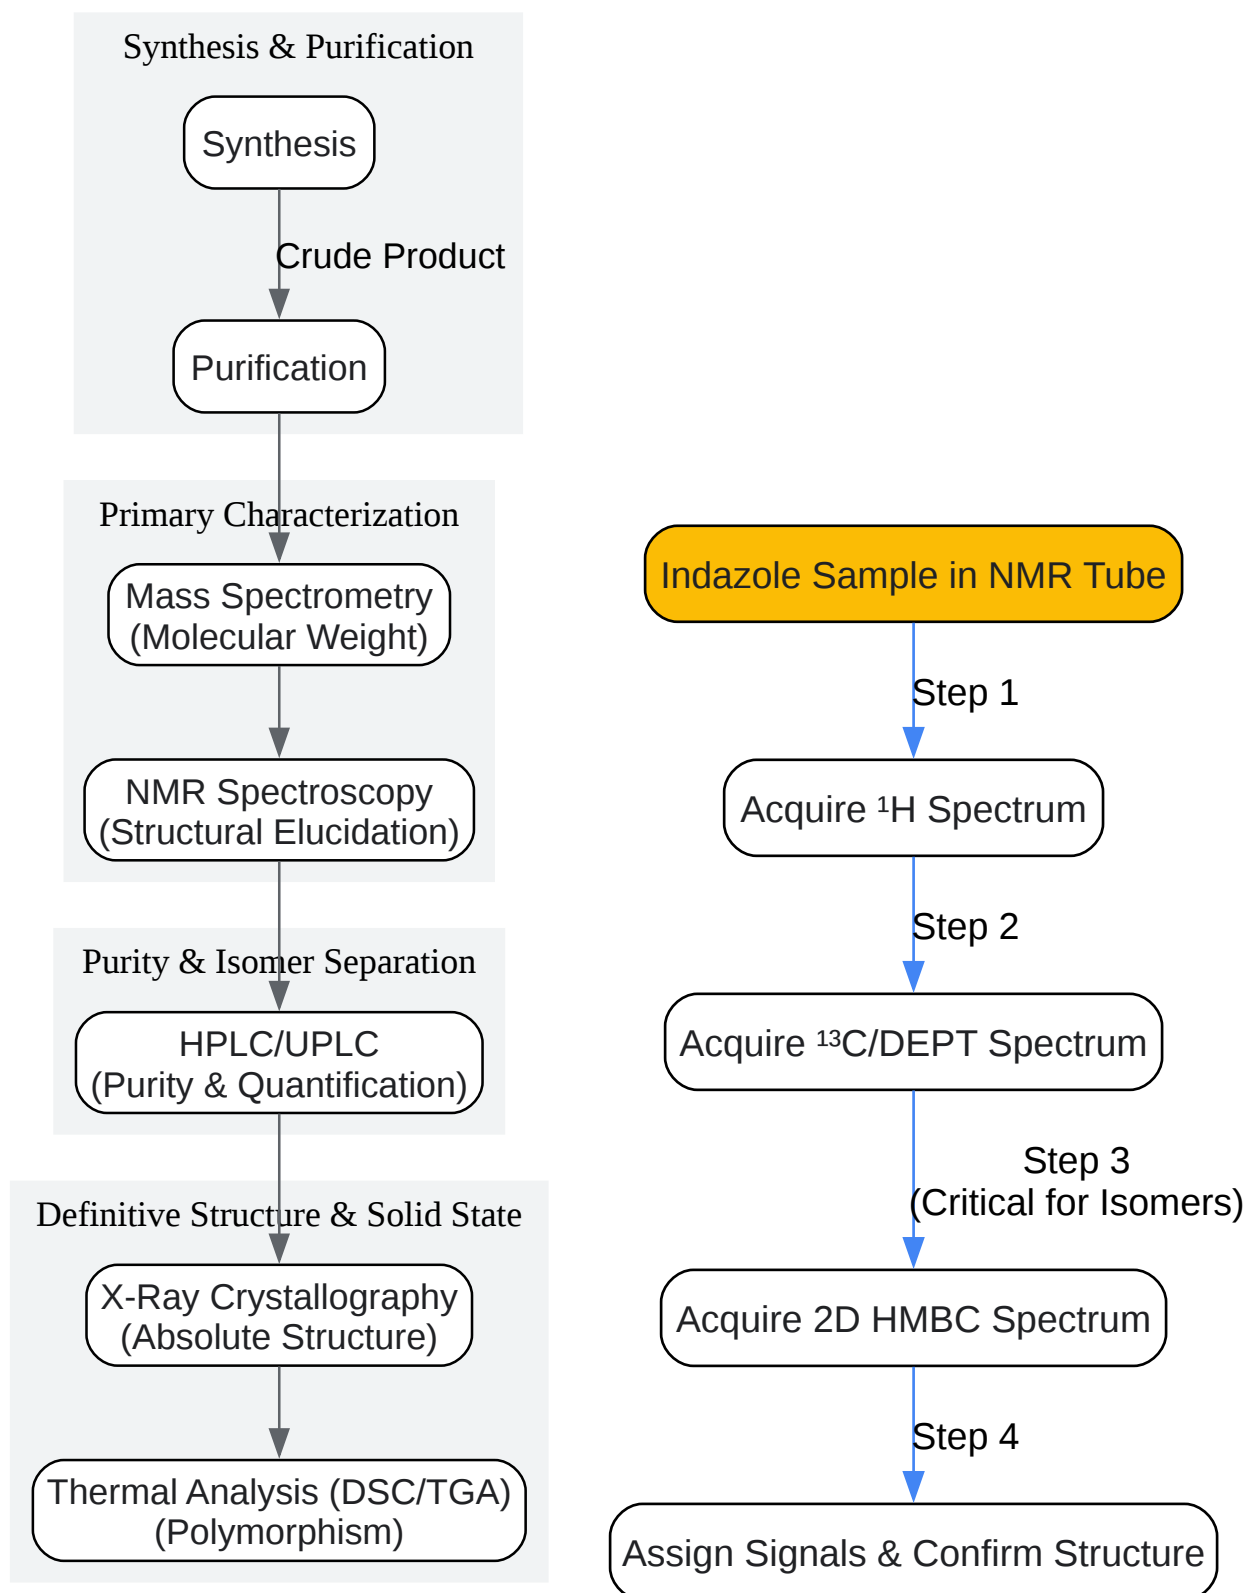 Synthesis & Purification
Synthesis
Crude Product
Purification
Primary Characterization
Mass Spectrometry
(Molecular Weight)
NMR Spectroscopy
(Structural Elucidation)
Purity & Isomer Separation
HPLC/UPLC
(Purity & Quantification)
Definitive Structure & Solid State
X-Ray Crystallography
(Absolute Structure)
Thermal Analysis (DSC/TGA)
(Polymorphism)
Indazole Sample in NMR Tube
Step 1
Acquire ¹H Spectrum
Step 2
Acquire ¹³C/DEPT Spectrum
Step 3
(Critical for Isomers)
Acquire 2D HMBC Spectrum
Step 4
Assign Signals & Confirm Structure